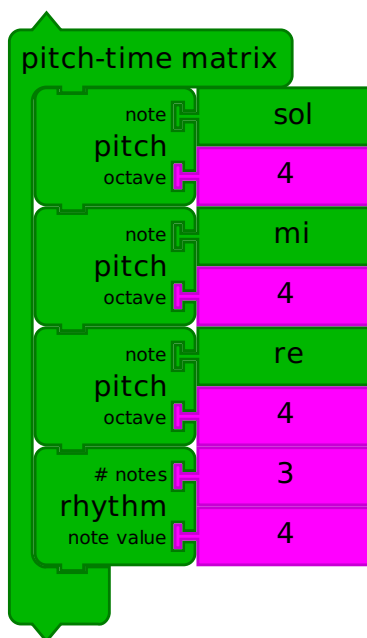 pitch-time matrix
note sol
pitch
octave 4
note mi
pitch
octave 4
note re
pitch
octave 4
# notes 3
rhythm
note value 4